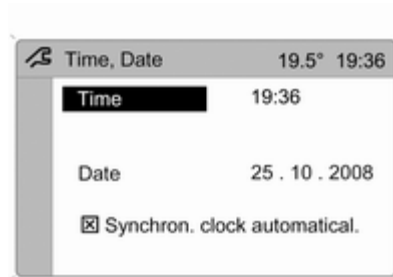 Time, Date 19.5° 19:36
Time 19:36
Date 25 . 10 . 2008
Synchron. clock automatical.